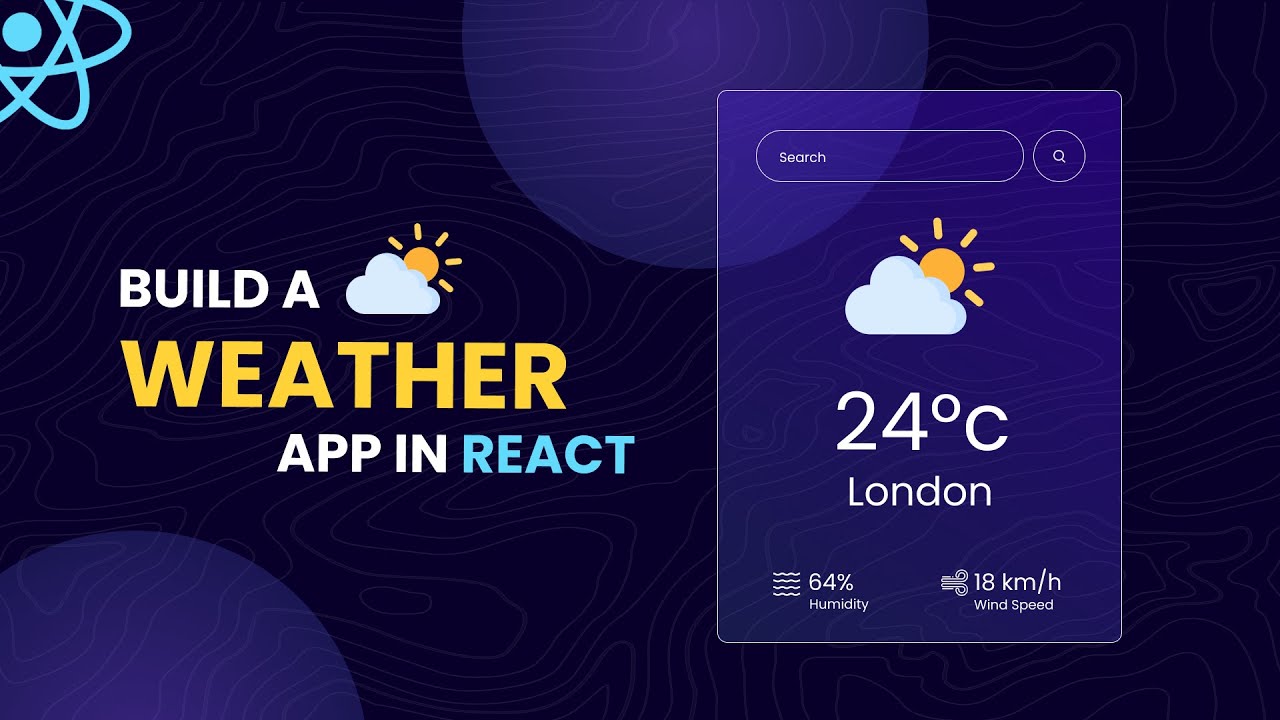 BUILD A
WEATHER
APP IN REACT
Search
24°c
London
64%
Humidity
18 km/h
Wind Speed